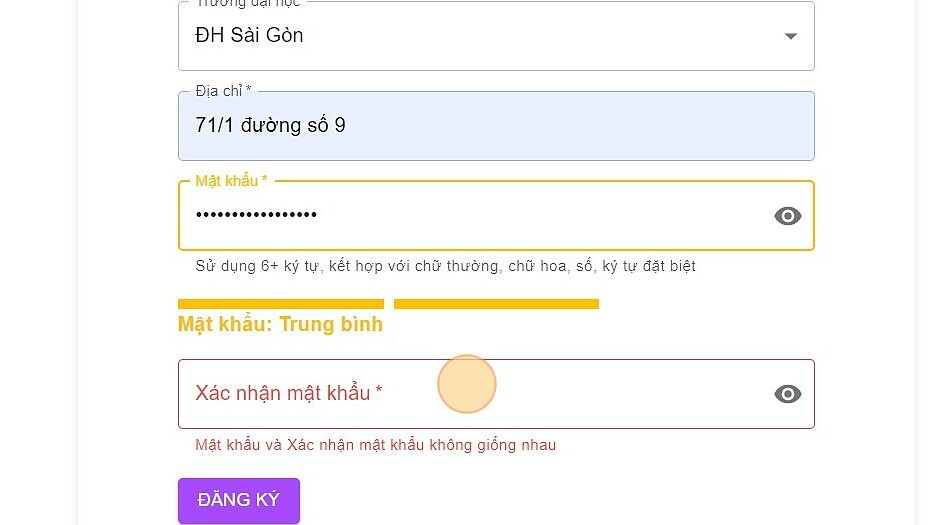 Trường đại học
ĐH Sài Gòn
Địa chỉ *
71/1 đường số 9
Mật khẩu *
•••••••••••••••••
Sử dụng 6+ ký tự, kết hợp với chữ thường, chữ hoa, số, ký tự đặt biệt
Mật khẩu: Trung bình
Xác nhận mật khẩu *
Mật khẩu và Xác nhận mật khẩu không giống nhau
ĐĂNG KÝ